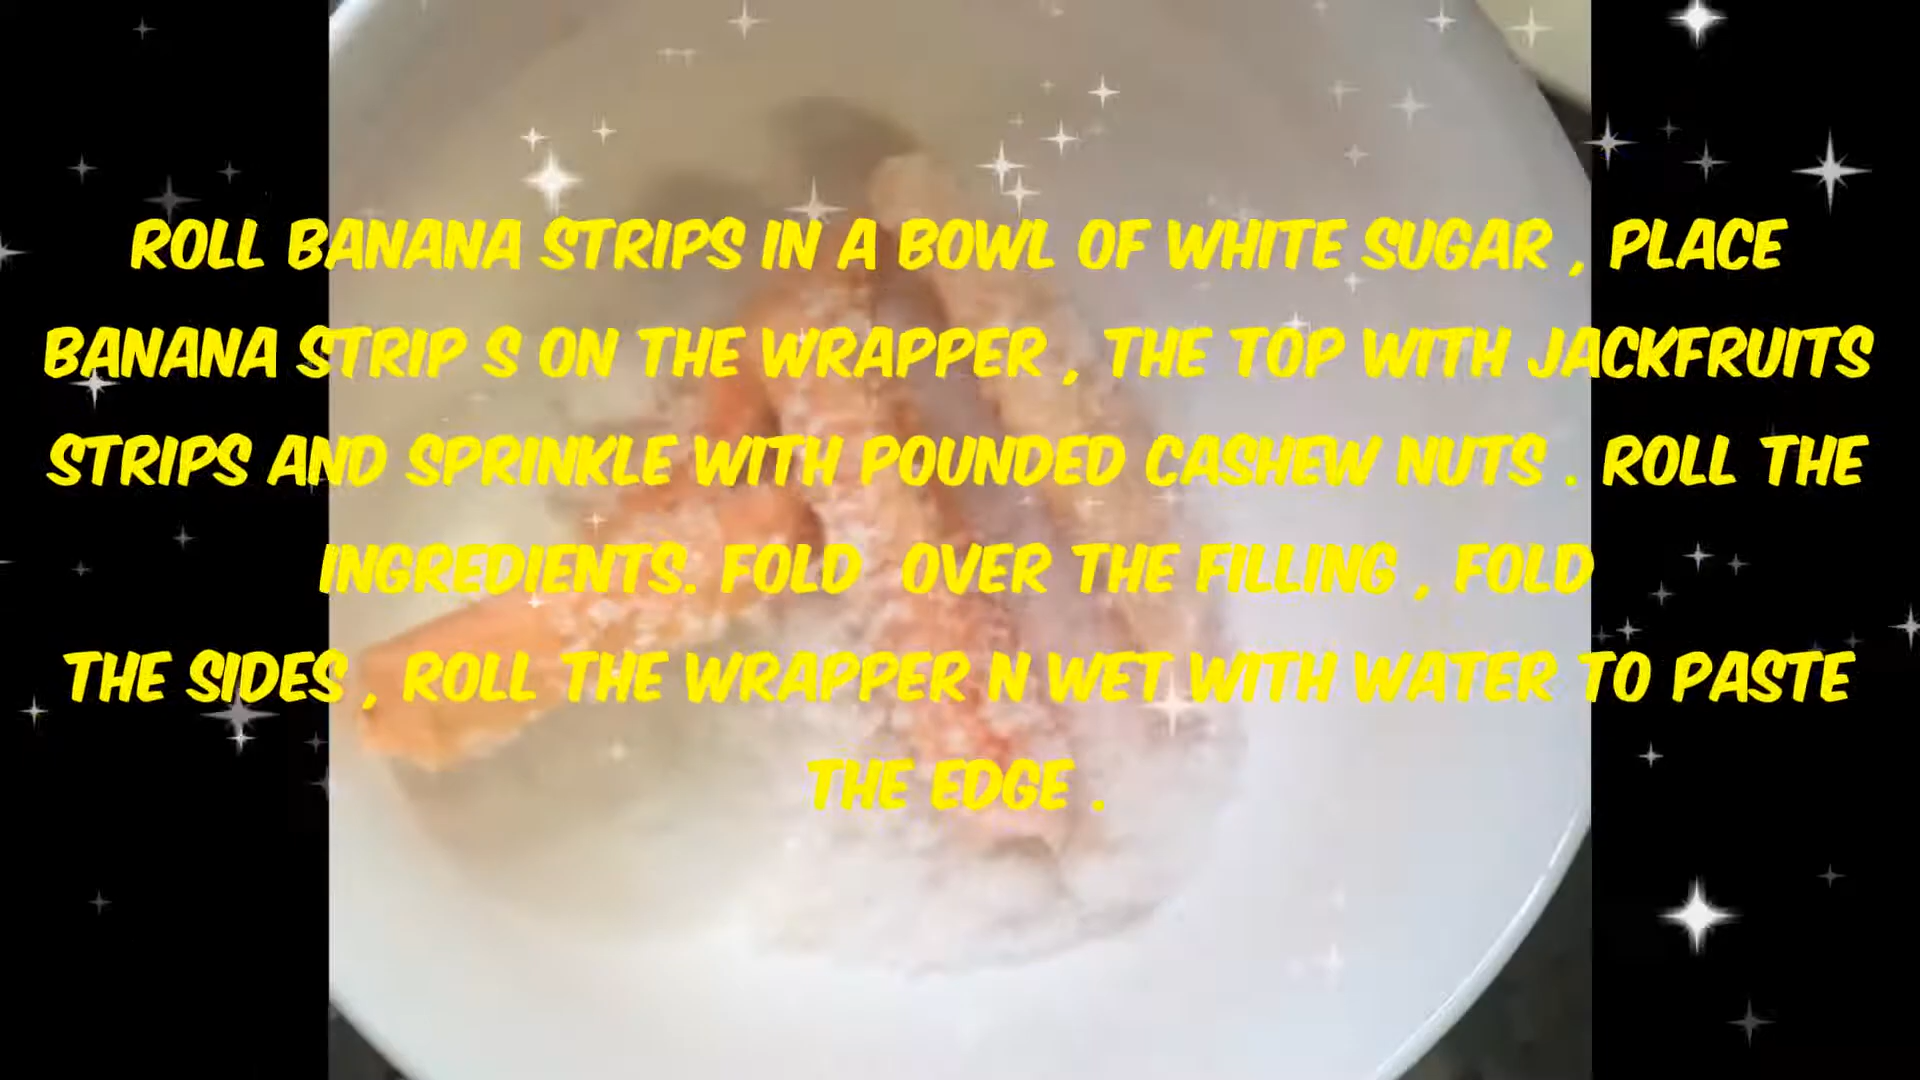 ROLL BANANA STRIPS IN A BOWL OF WHITE SUGAR , PLACE
BANANA STRIP S ON THE WRAPPER , THE TOP WITH JACKFRUITS
STRIPS AND SPRINKLE WITH POUNDED CASHEW NUTS . ROLL THE
INGREDIENTS. FOLD OVER THE FILLING , FOLD
THE SIDES , ROLL THE WRAPPER N WET WITH WATER TO PASTE
THE EDGE .